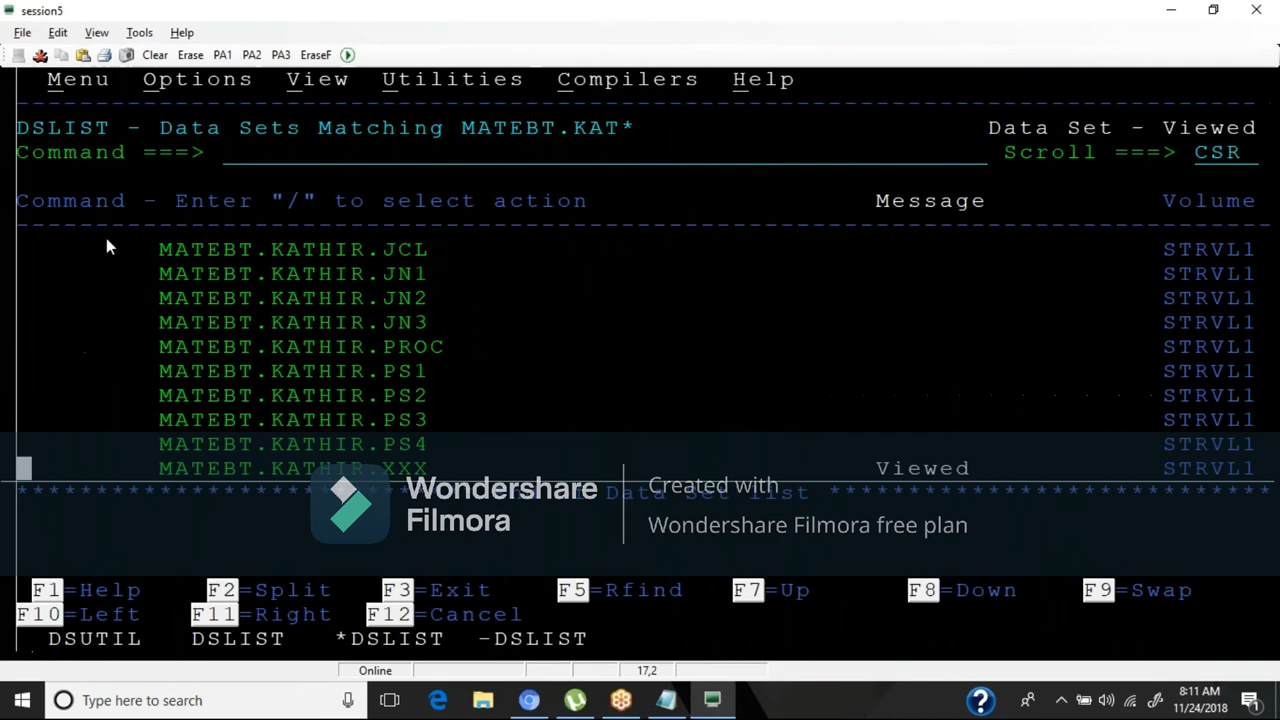 session5
File Edit View Tools Help
Clear Erase PA1 PA2 PA3 EraseF
Menu Options View Utilities Compilers Help
DSLIST - Data Sets Matching MATEBT.KAT* Data Set - Viewed
Command ===> Scroll ===> CSR
Command - Enter "/" to select action Message Volume
MATEBT.KATHIR.JCL STRVL1
MATEBT.KATHIR.JN1 STRVL1
MATEBT.KATHIR.JN2 STRVL1
MATEBT.KATHIR.JN3 STRVL1
MATEBT.KATHIR.PROC STRVL1
MATEBT.KATHIR.PS1 STRVL1
MATEBT.KATHIR.PS2 STRVL1
MATEBT.KATHIR.PS3 STRVL1
MATEBT.KATHIR.PS4 STRVL1
MATEBT.KATHIR.XXX Viewed STRVL1
Data Set list
Wondershare
Filmora
Created with
Wondershare Filmora free plan
F1=Help F2=Split F3=Exit F5=Rfind F7=Up F8=Down F9=Swap
F10=Left F11=Right F12=Cancel
DSUTIL DSLIST *DSLIST -DSLIST
Online 17,2
Type here to search
8:11 AM
11/24/2018
1